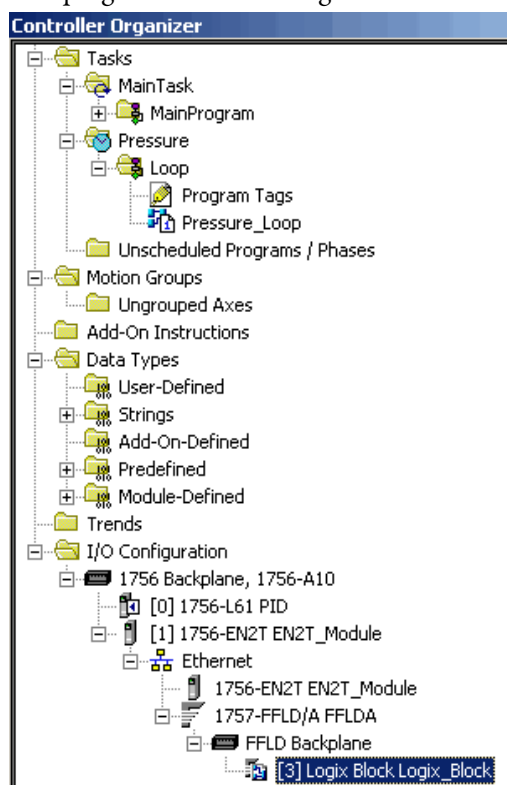 Controller Organizer
Tasks
MainTask
MainProgram
Pressure
Loop
Program Tags
Pressure_Loop
Unscheduled Programs / Phases
Motion Groups
Ungrouped Axes
Add-On Instructions
Data Types
User-Defined
Strings
Add-On-Defined
Predefined
Module-Defined
Trends
I/O Configuration
1756 Backplane, 1756-A10
[0] 1756-L61 PID
[1] 1756-EN2T EN2T_Module
Ethernet
1756-EN2T EN2T_Module
1757-FFLD/A FFLDA
FFLD Backplane
[3] Logix Block Logix_Block